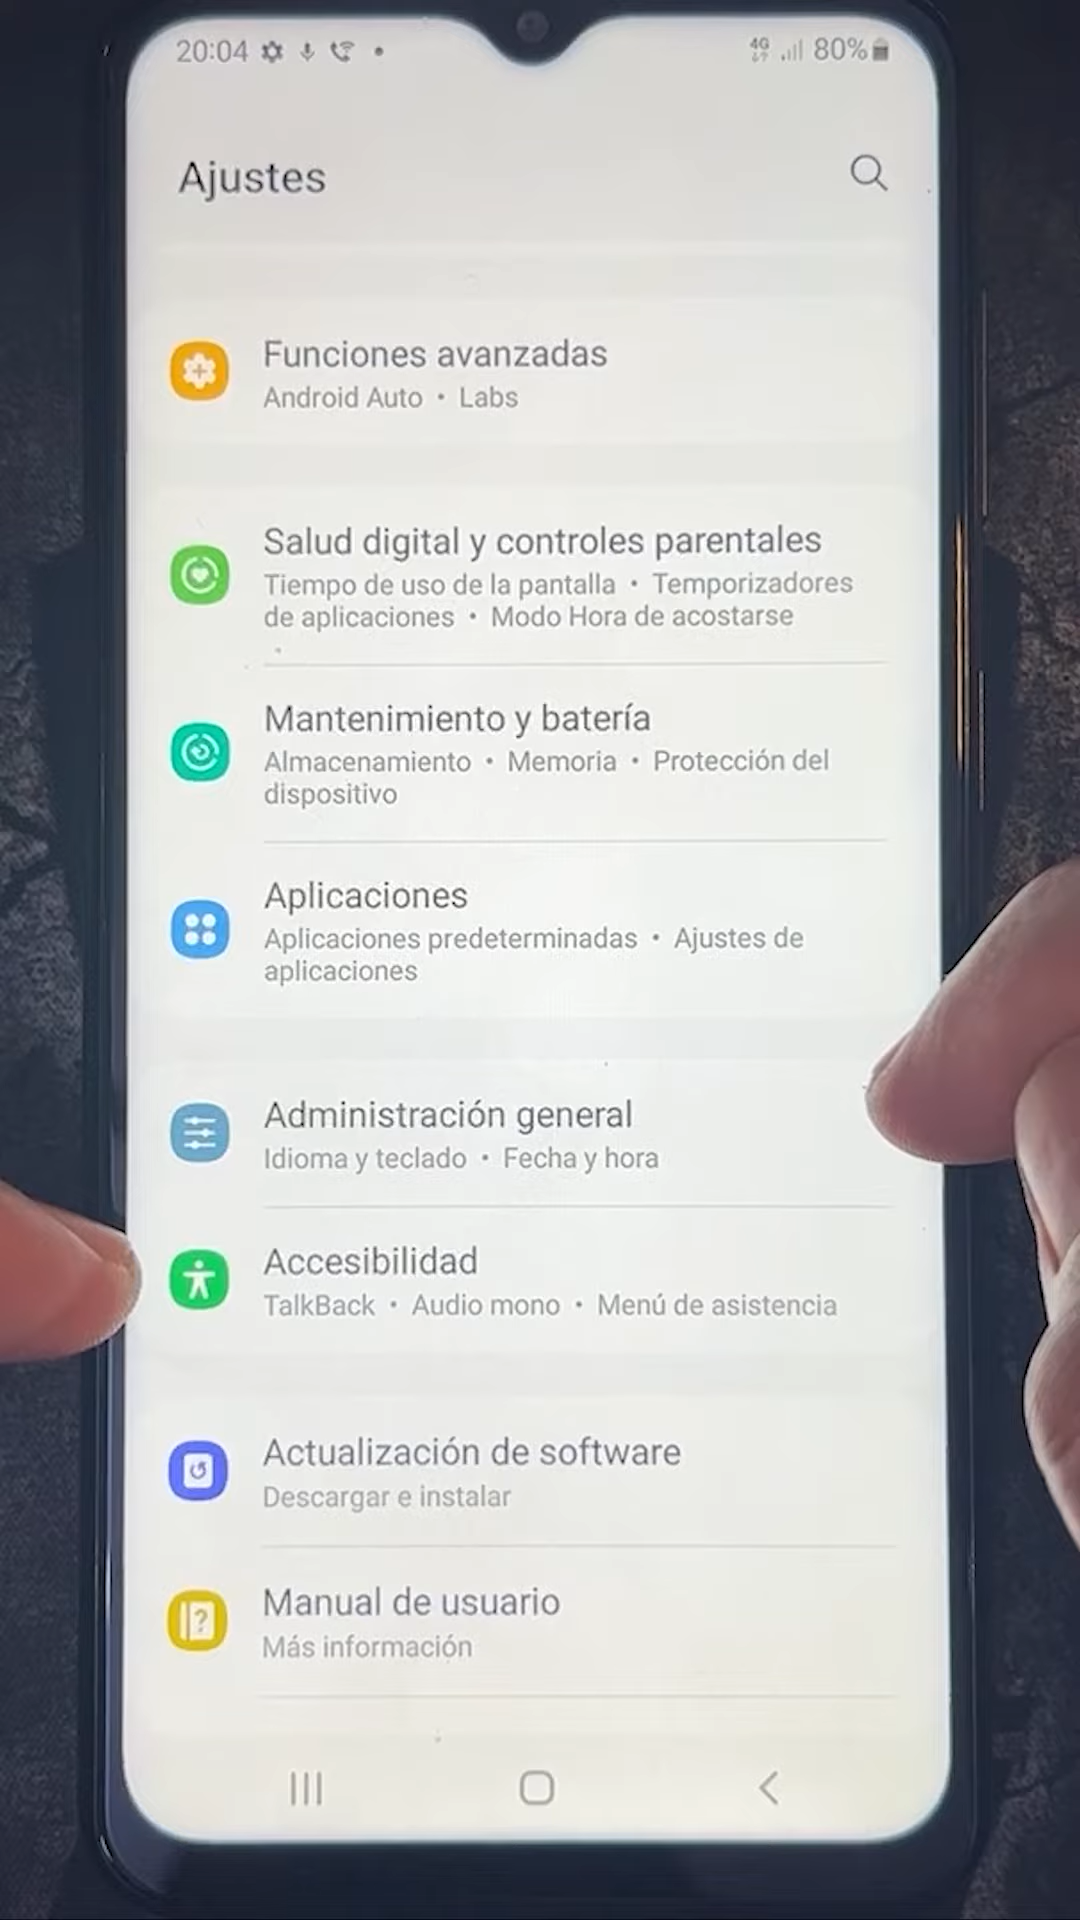 20:04 4G 80%
Ajustes
Funciones avanzadas
Android Auto • Labs
Salud digital y controles parentales
Tiempo de uso de la pantalla • Temporizadores
de aplicaciones • Modo Hora de acostarse
Mantenimiento y batería
Almacenamiento • Memoria • Protección del
dispositivo
Aplicaciones
Aplicaciones predeterminadas • Ajustes de
aplicaciones
Administración general
Idioma y teclado • Fecha y hora
Accesibilidad
TalkBack • Audio mono • Menú de asistencia
Actualización de software
Descargar e instalar
Manual de usuario
Más información